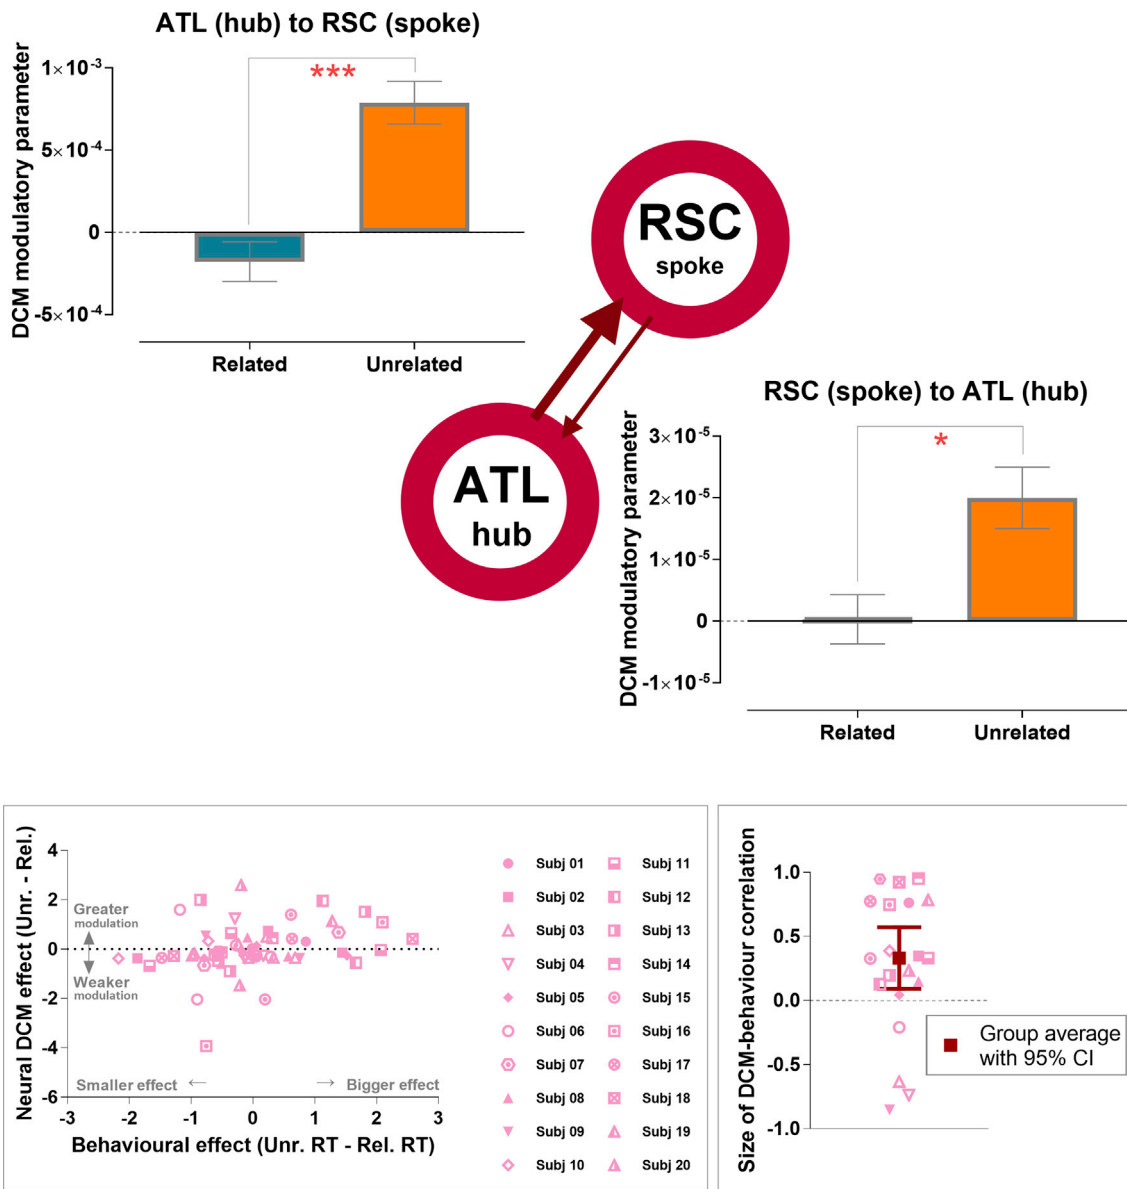 ATL (hub) to RSC (spoke)
DCM modulatory parameter
1×10⁻³
5×10⁻⁴
0
-5×10⁻⁴
***
Related
Unrelated
RSC
spoke
ATL
hub
RSC (spoke) to ATL (hub)
DCM modulatory parameter
3×10⁻⁵
2×10⁻⁵
1×10⁻⁵
0
-1×10⁻⁵
*
Related
Unrelated
Neural DCM effect (Unr. - Rel.)
4
2
0
-2
-4
-6
Greater
modulation
Weaker
modulation
Smaller effect ←
→ Bigger effect
-3 -2 -1 0 1 2 3
Behavioural effect (Unr. RT - Rel. RT)
Subj 01 Subj 11
Subj 02 Subj 12
Subj 03 Subj 13
Subj 04 Subj 14
Subj 05 Subj 15
Subj 06 Subj 16
Subj 07 Subj 17
Subj 08 Subj 18
Subj 09 Subj 19
Subj 10 Subj 20
Size of DCM-behaviour correlation
1.0
0.5
0.0
-0.5
-1.0
Group average
with 95% CI